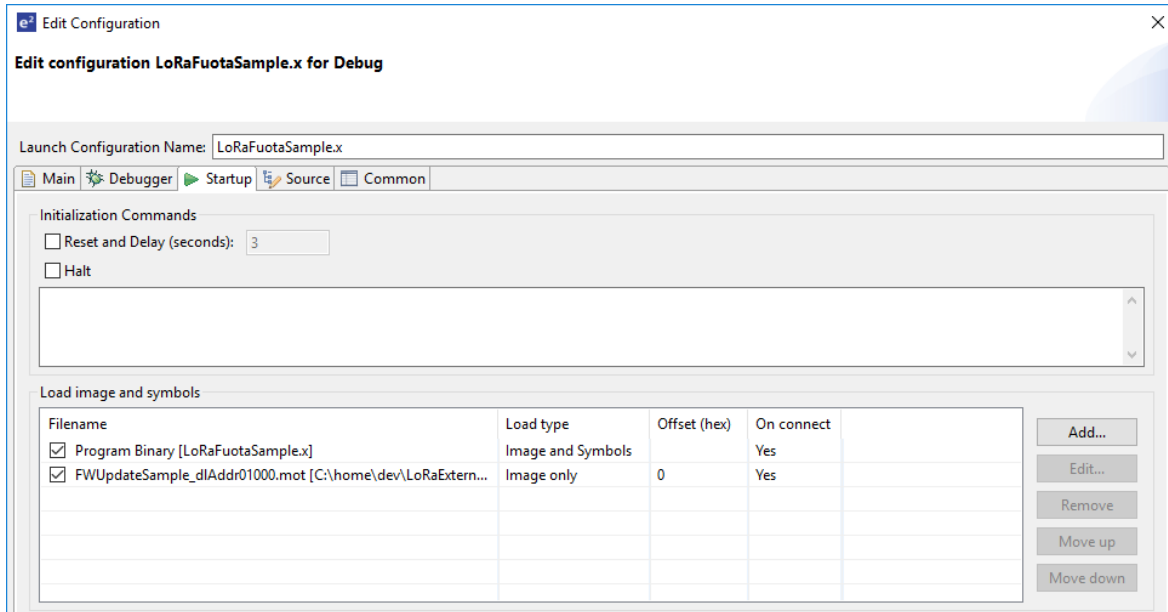 e² Edit Configuration
Edit configuration LoRaFuotaSample.x for Debug
Launch Configuration Name: LoRaFuotaSample.x
Main Debugger Startup Source Common
Initialization Commands
Reset and Delay (seconds): 3
Halt
Load image and symbols
Filename Load type Offset (hex) On connect
Program Binary [LoRaFuotaSample.x] Image and Symbols Yes
FWUpdateSample_dlAddr01000.mot [C:\home\dev\LoRaExtern... Image only 0 Yes
Add...
Edit...
Remove
Move up
Move down